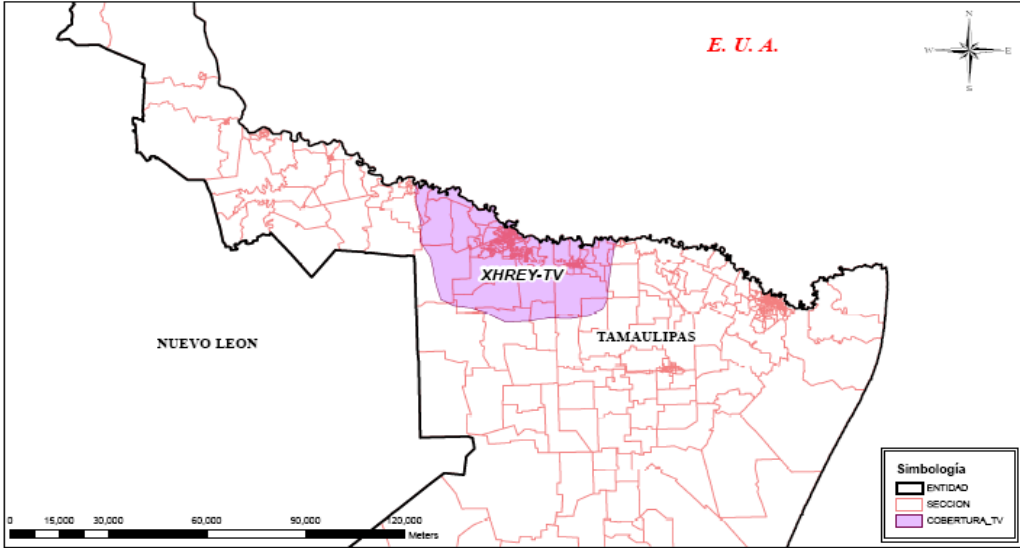 N
E. U. A.
W E
S
XHREY-TV
NUEVO LEON
TAMAULIPAS
Simbología
ENTIDAD
SECCION
COBERTURA_TV
0 15,000 30,000 60,000 90,000 120,000
Meters